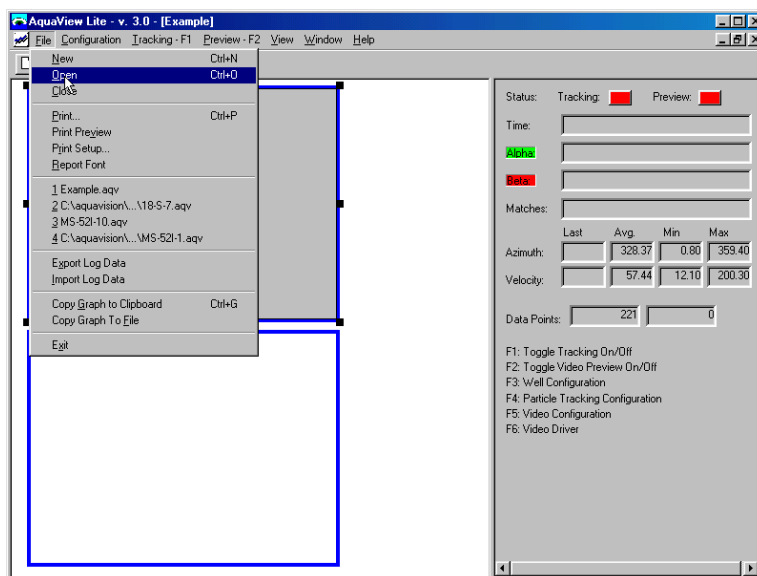 AquaView Lite - v. 3.0 - [Example]
File Configuration Tracking - F1 Preview - F2 View Window Help
New Ctrl+N
Open Ctrl+O
Close
Print... Ctrl+P
Print Preview
Print Setup...
Report Font
1 Example.aqv
2 C:\aquavision\...\18-S-7.aqv
3 MS-52I-10.aqv
4 C:\aquavision\...\MS-52I-1.aqv
Export Log Data
Import Log Data
Copy Graph to Clipboard Ctrl+G
Copy Graph To File
Exit
Status: Tracking: Preview:
Time:
Alpha:
Beta:
Matches:
Last Avg. Min Max
Azimuth: 328.37 0.80 359.40
Velocity: 57.44 12.10 200.30
Data Points: 221 0
F1: Toggle Tracking On/Off
F2: Toggle Video Preview On/Off
F3: Well Configuration
F4: Particle Tracking Configuration
F5: Video Configuration
F6: Video Driver